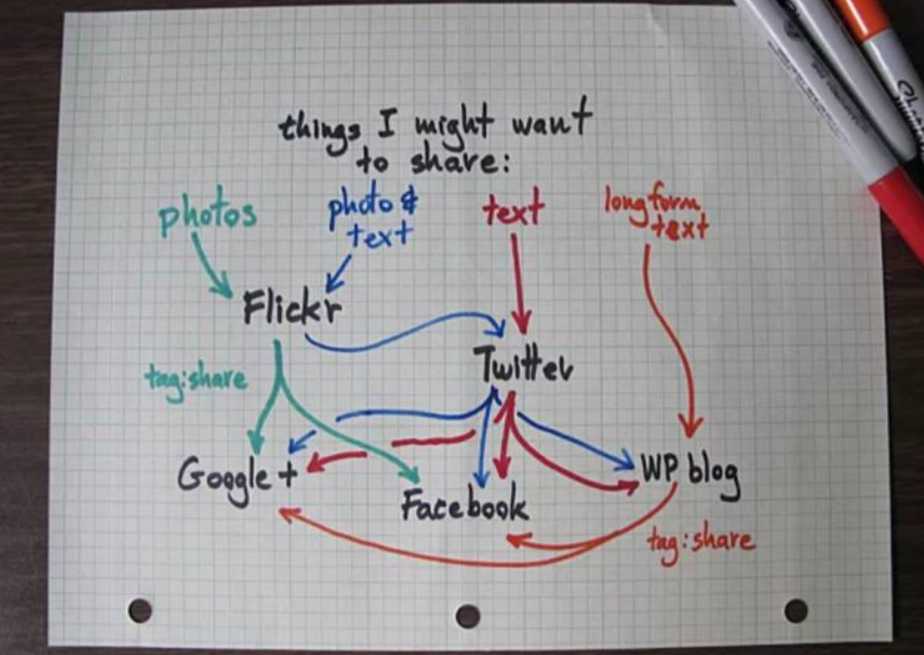 things I might want
to share:
photos
photo &
text
text
longform
text
Flickr
Twitter
tag:share
Google +
Facebook
WP blog
tag:share
Sharpie